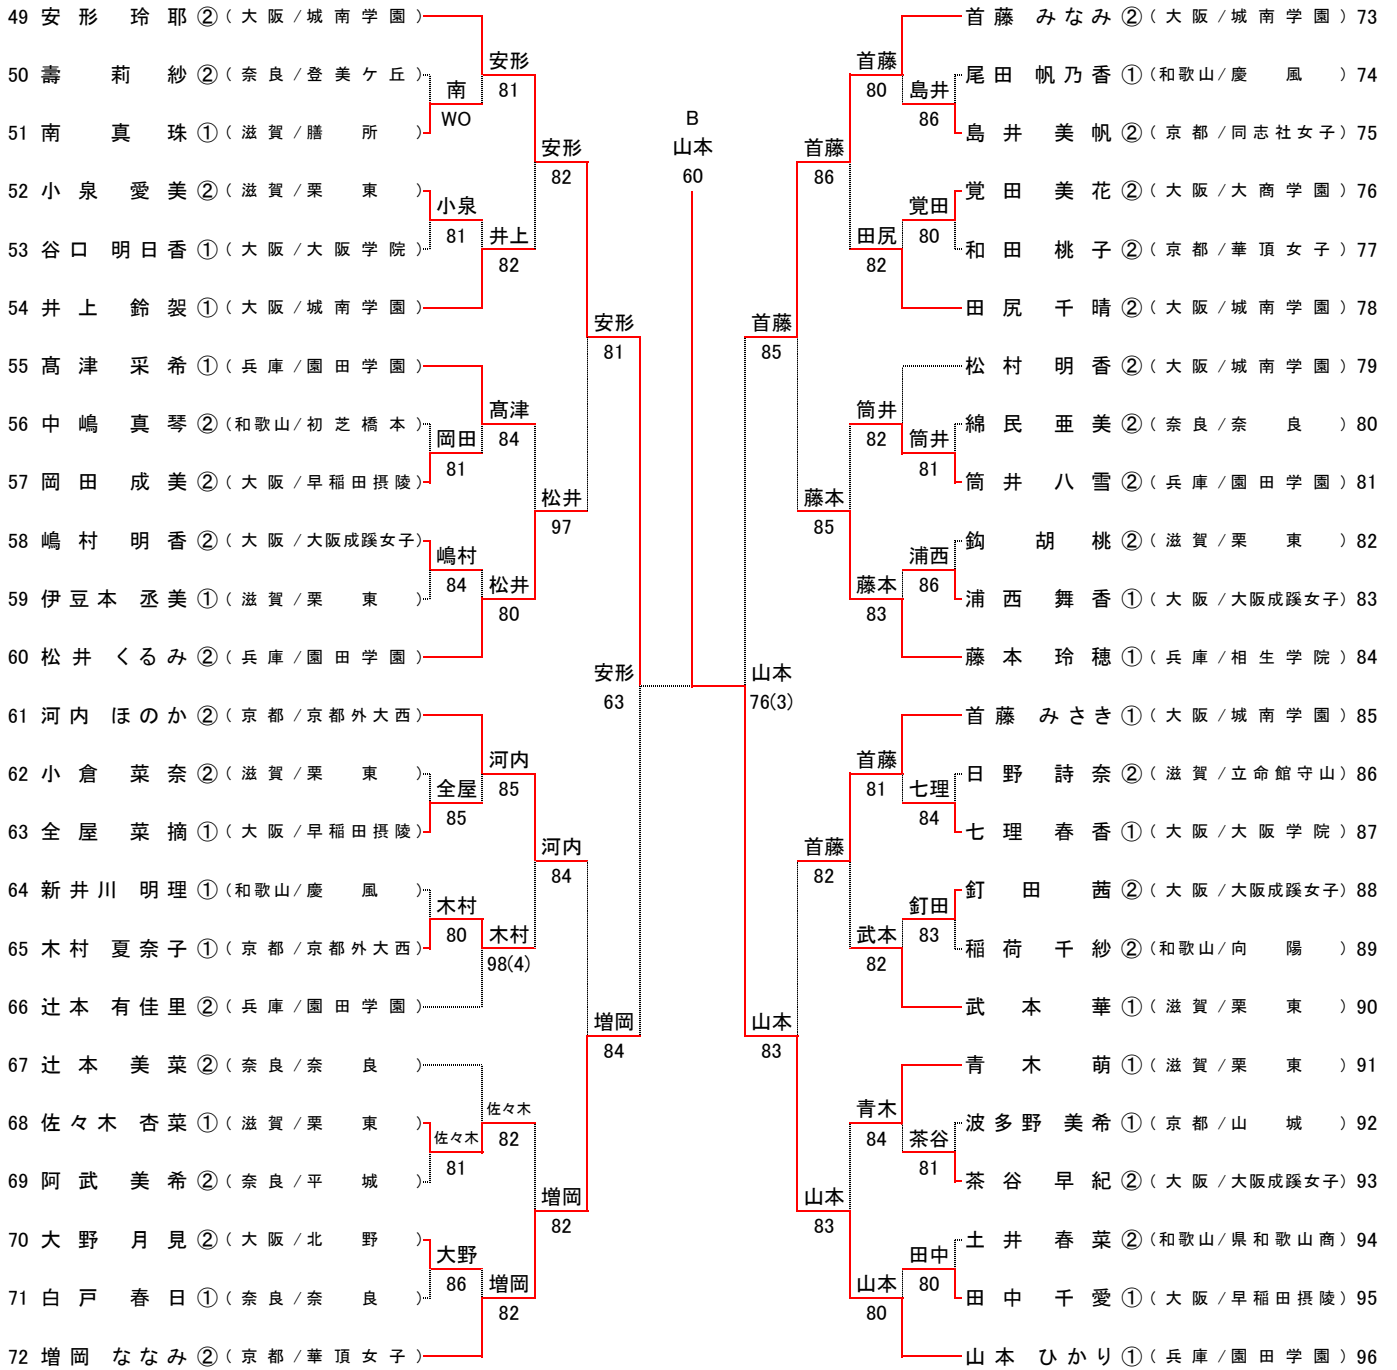 49 安形 玲耶 ② (大阪/城南学園)
50 壽 莉紗 ② (奈良/登美ケ丘)
51 南 真珠 ① (滋賀/膳所)
52 小泉 愛美 ② (滋賀/栗東)
53 谷口 明日香 ① (大阪/大阪学院)
54 井上 鈴袈 ① (大阪/城南学園)
55 髙津 采希 ① (兵庫/園田学園)
56 中嶋 真琴 ② (和歌山/初芝橋本)
57 岡田 成美 ② (大阪/早稲田摂陵)
58 嶋村 明香 ② (大阪/大阪成蹊女子)
59 伊豆本 丞美 ① (滋賀/栗東)
60 松井 くるみ ② (兵庫/園田学園)
61 河内 ほのか ② (京都/京都外大西)
62 小倉 菜奈 ② (滋賀/栗東)
63 全屋 菜摘 ① (大阪/早稲田摂陵)
64 新井川 明理 ① (和歌山/慶風)
65 木村 夏奈子 ① (京都/京都外大西)
66 辻本 有佳里 ② (兵庫/園田学園)
67 辻本 美菜 ② (奈良/奈良)
68 佐々木 杏菜 ① (滋賀/栗東)
69 阿武 美希 ② (奈良/平城)
70 大野 月見 ② (大阪/北野)
71 白戸 春日 ① (奈良/奈良)
72 増岡 ななみ ② (京都/華頂女子)
南
WO
小泉
81
岡田
81
嶋村
84
全屋
85
木村
80
佐々木
81
大野
86
安形
81
井上
82
髙津
84
松井
80
河内
85
木村
98(4)
佐々木
82
増岡
82
安形
82
松井
97
河内
84
増岡
82
安形
81
増岡
84
安形
63
B
山本
60
山本
76(3)
首藤
85
山本
83
首藤
86
藤本
85
首藤
82
山本
83
首藤
80
田尻
82
筒井
82
藤本
83
首藤
81
武本
82
青木
84
山本
80
島井
86
覚田
80
筒井
81
浦西
86
七理
84
釘田
83
茶谷
81
田中
80
首藤 みなみ ② (大阪/城南学園) 73
尾田 帆乃香 ① (和歌山/慶風) 74
島井 美帆 ② (京都/同志社女子) 75
覚田 美花 ② (大阪/大商学園) 76
和田 桃子 ② (京都/華頂女子) 77
田尻 千晴 ② (大阪/城南学園) 78
松村 明香 ② (大阪/城南学園) 79
綿民 亜美 ② (奈良/奈良) 80
筒井 八雪 ② (兵庫/園田学園) 81
鈎 胡桃 ② (滋賀/栗東) 82
浦西 舞香 ① (大阪/大阪成蹊女子) 83
藤本 玲穂 ① (兵庫/相生学院) 84
首藤 みさき ① (大阪/城南学園) 85
日野 詩奈 ② (滋賀/立命館守山) 86
七理 春香 ① (大阪/大阪学院) 87
釘田 茜 ② (大阪/大阪成蹊女子) 88
稲荷 千紗 ② (和歌山/向陽) 89
武本 華 ① (滋賀/栗東) 90
青木 萌 ① (滋賀/栗東) 91
波多野 美希 ① (京都/山城) 92
茶谷 早紀 ② (大阪/大阪成蹊女子) 93
土井 春菜 ② (和歌山/県和歌山商) 94
田中 千愛 ① (大阪/早稲田摂陵) 95
山本 ひかり ① (兵庫/園田学園) 96